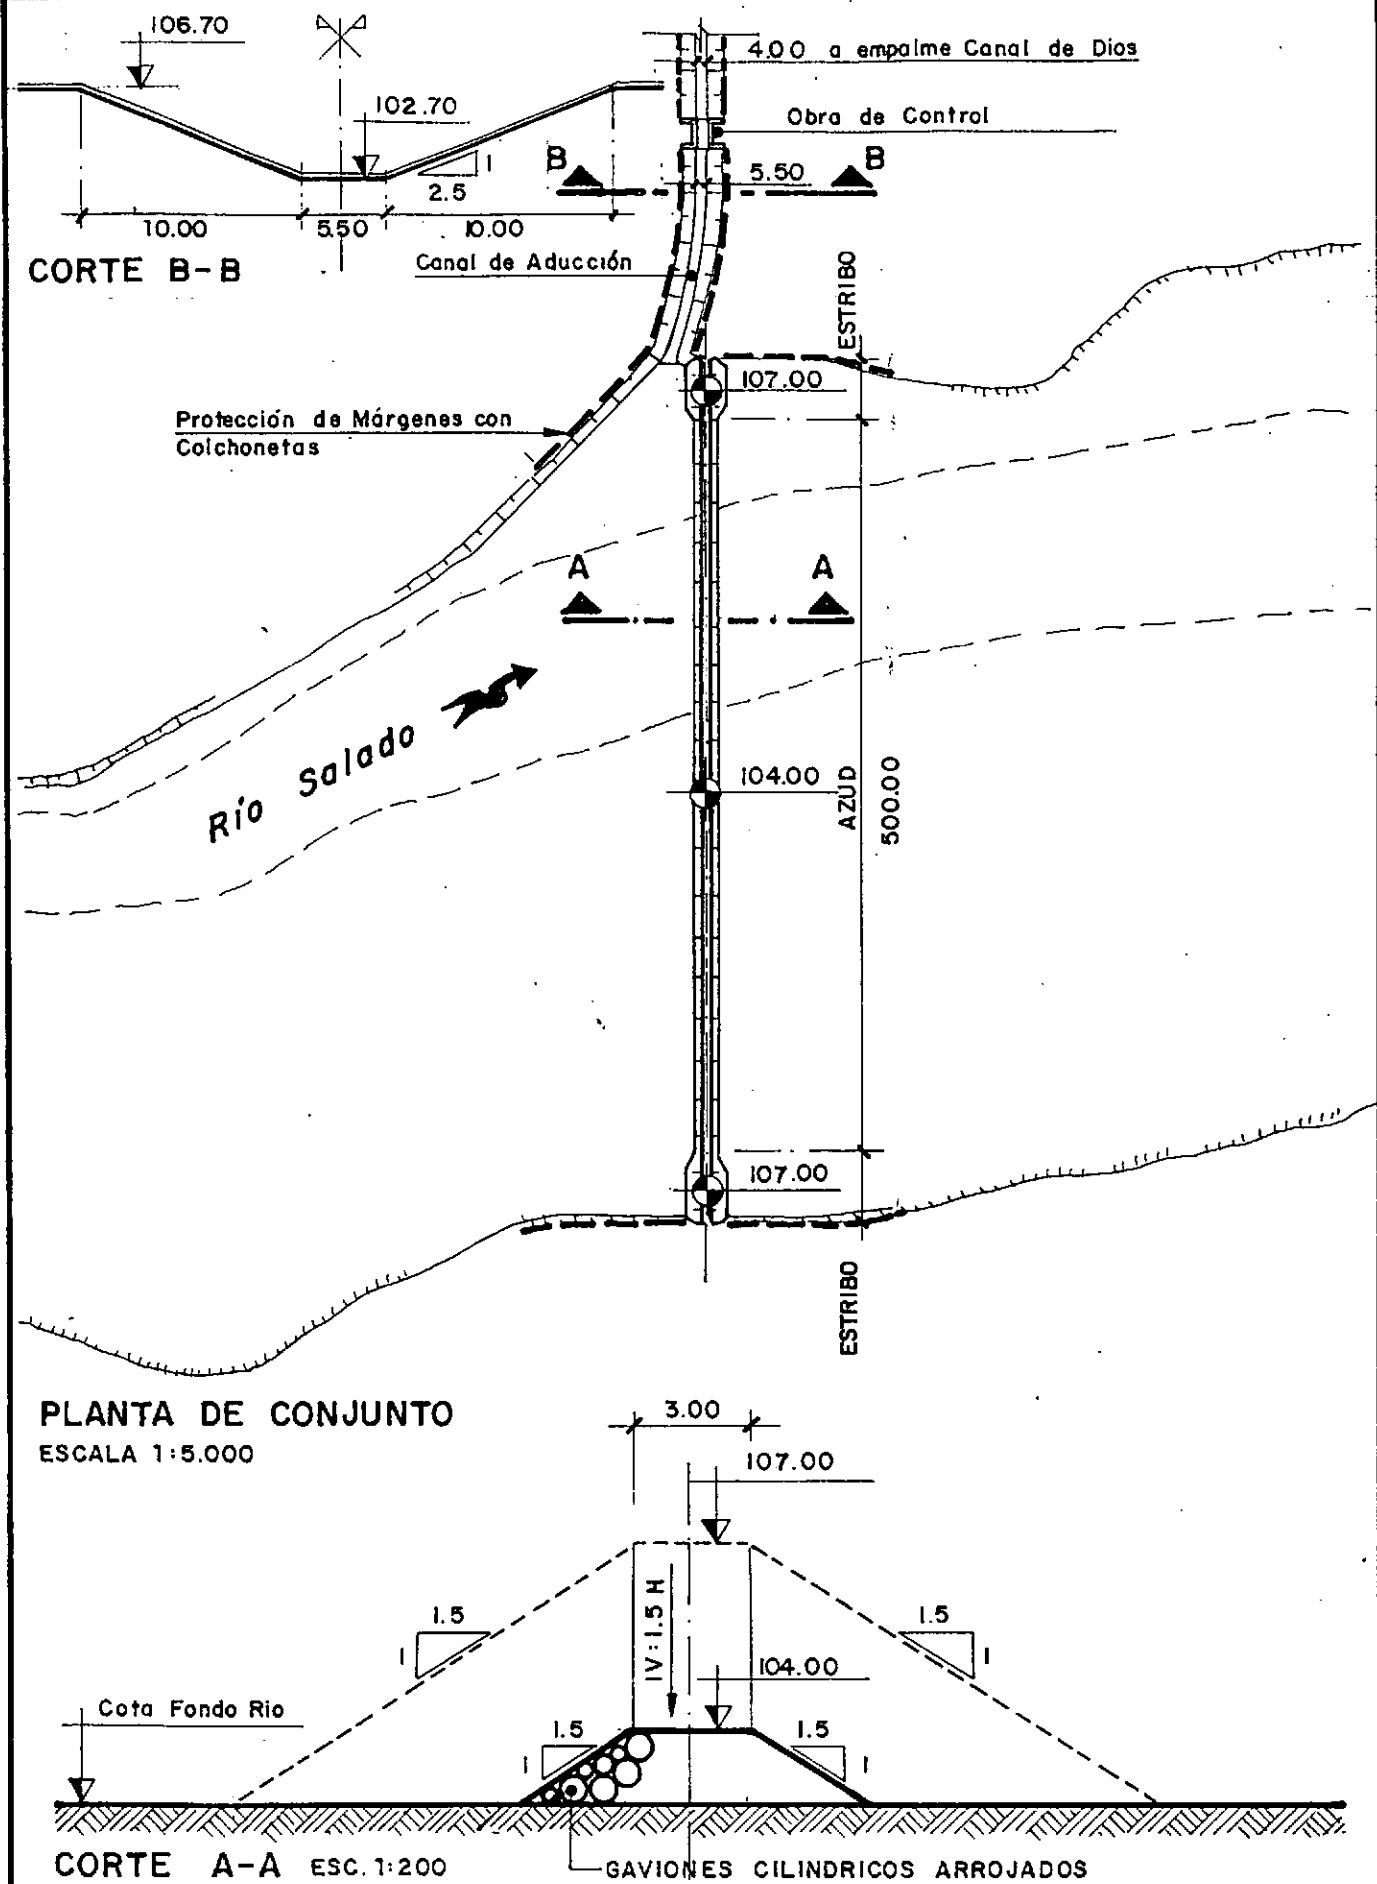 106.70
102.70
1
2.5
10.00
5.50
10.00
CORTE B-B
4.00 a empalme Canal de Dios
Obra de Control
B
B
5.50
Canal de Aducción
ESTRIBO
107.00
Protección de Márgenes con
Colchonetas
A
A
Río Salado
104.00
AZUD
500.00
107.00
ESTRIBO
PLANTA DE CONJUNTO
ESCALA 1:5.000
3.00
107.00
1.5
1
1V:1.5H
1.5
1
104.00
Cota Fondo Rio
1.5
1
1.5
1
CORTE A-A ESC. 1:200
GAVIONES CILINDRICOS ARROJADOS